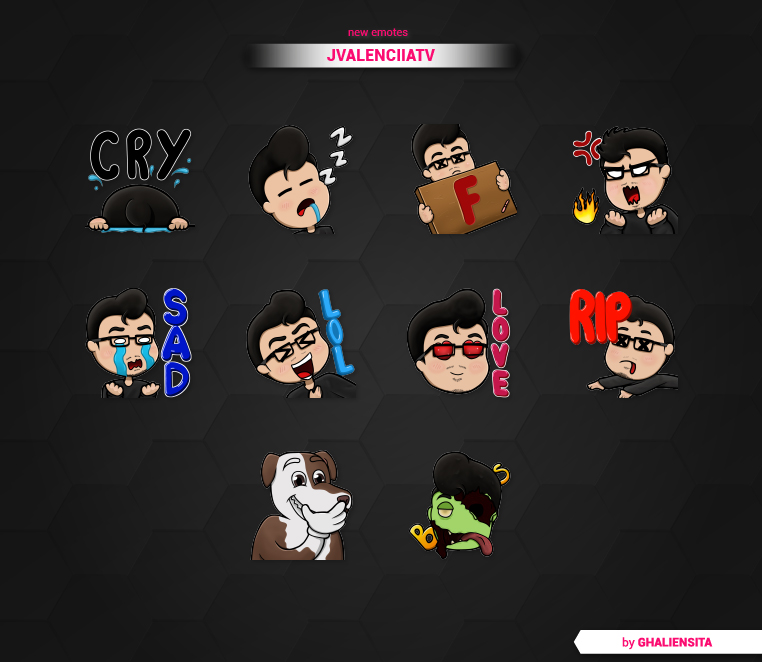 new emotes
JVALENCIIATV
CRY
Z
Z
Z
F
SAD
LOL
LOVE
RIP
S
B
by GHALIENSITA